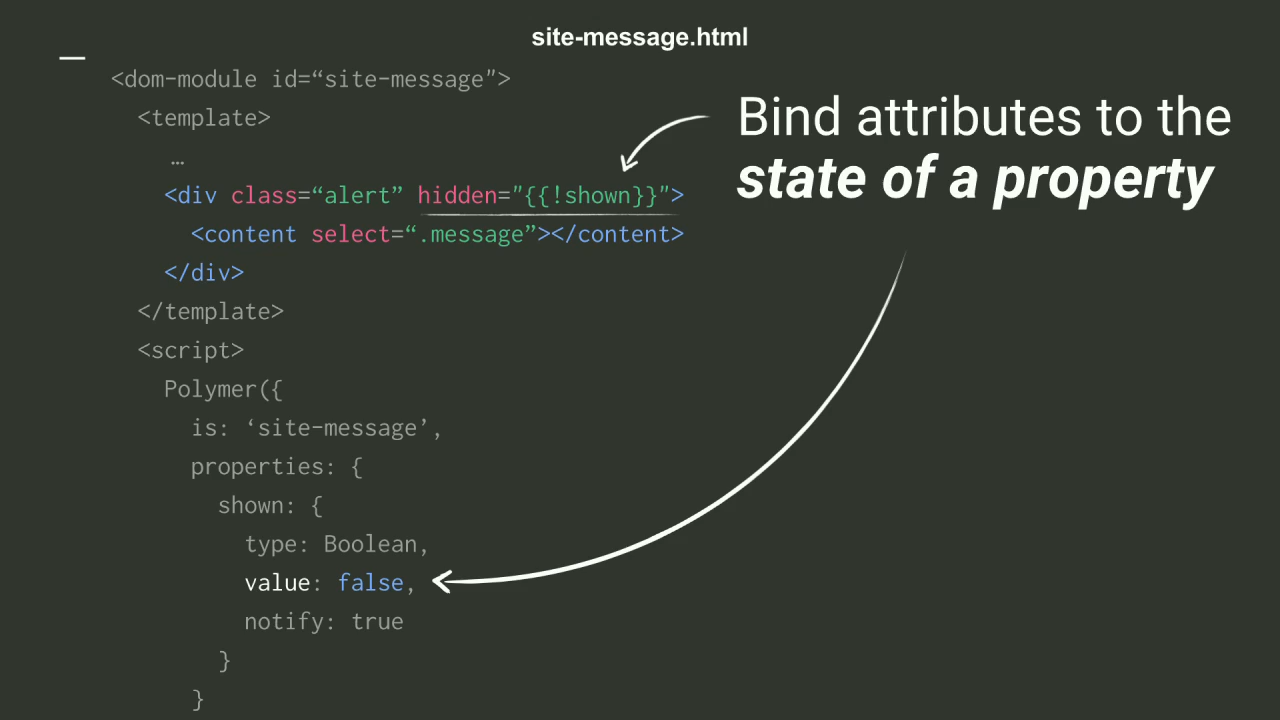 site-message.html
<dom-module id=“site-message">
<template>
…
<div class=“alert” hidden="{{!shown}}">
<content select=“.message”></content>
</div>
</template>
<script>
Polymer({
is: ‘site-message’,
properties: {
shown: {
type: Boolean,
value: false,
notify: true
}
}
Bind attributes to the
state of a property